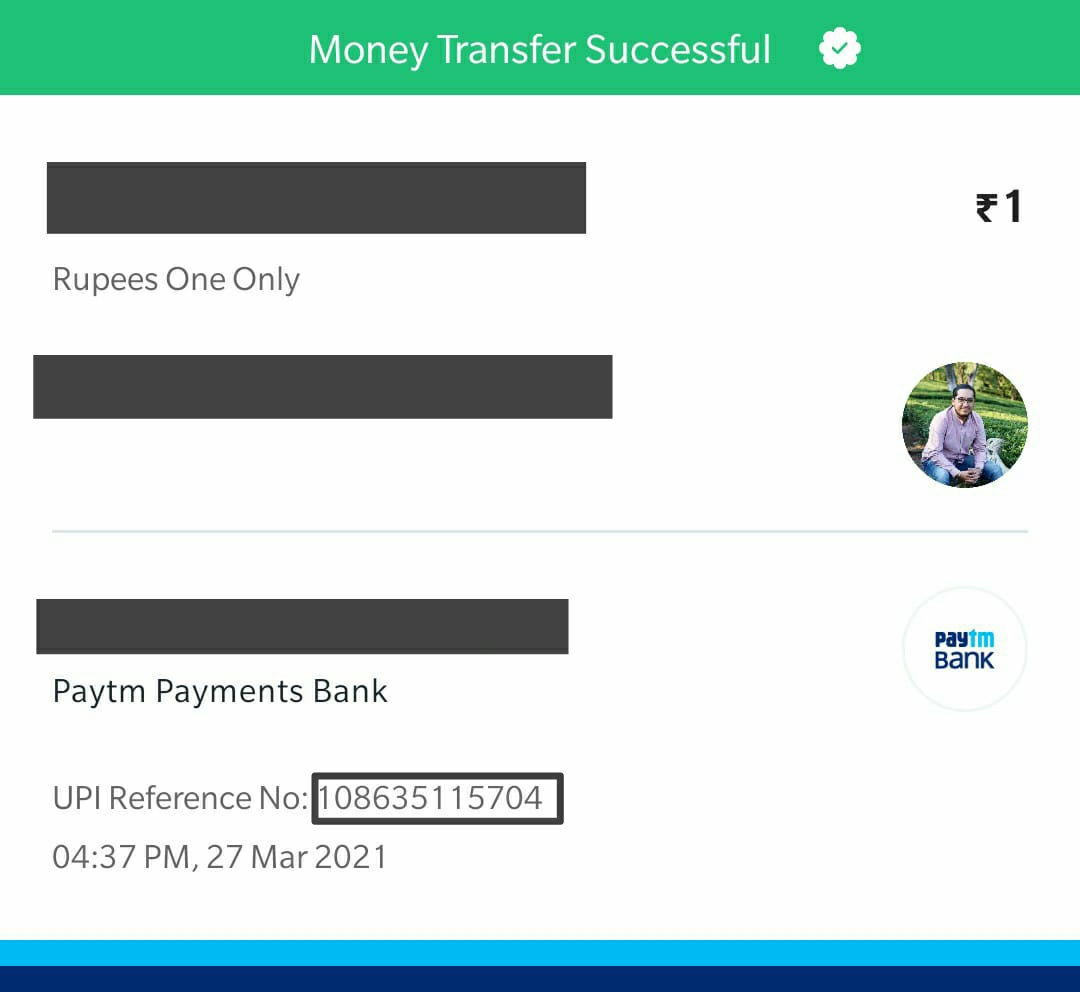 Money Transfer Successful
₹1
Rupees One Only
paytm
BANK
Paytm Payments Bank
UPI Reference No: 108635115704
04:37 PM, 27 Mar 2021